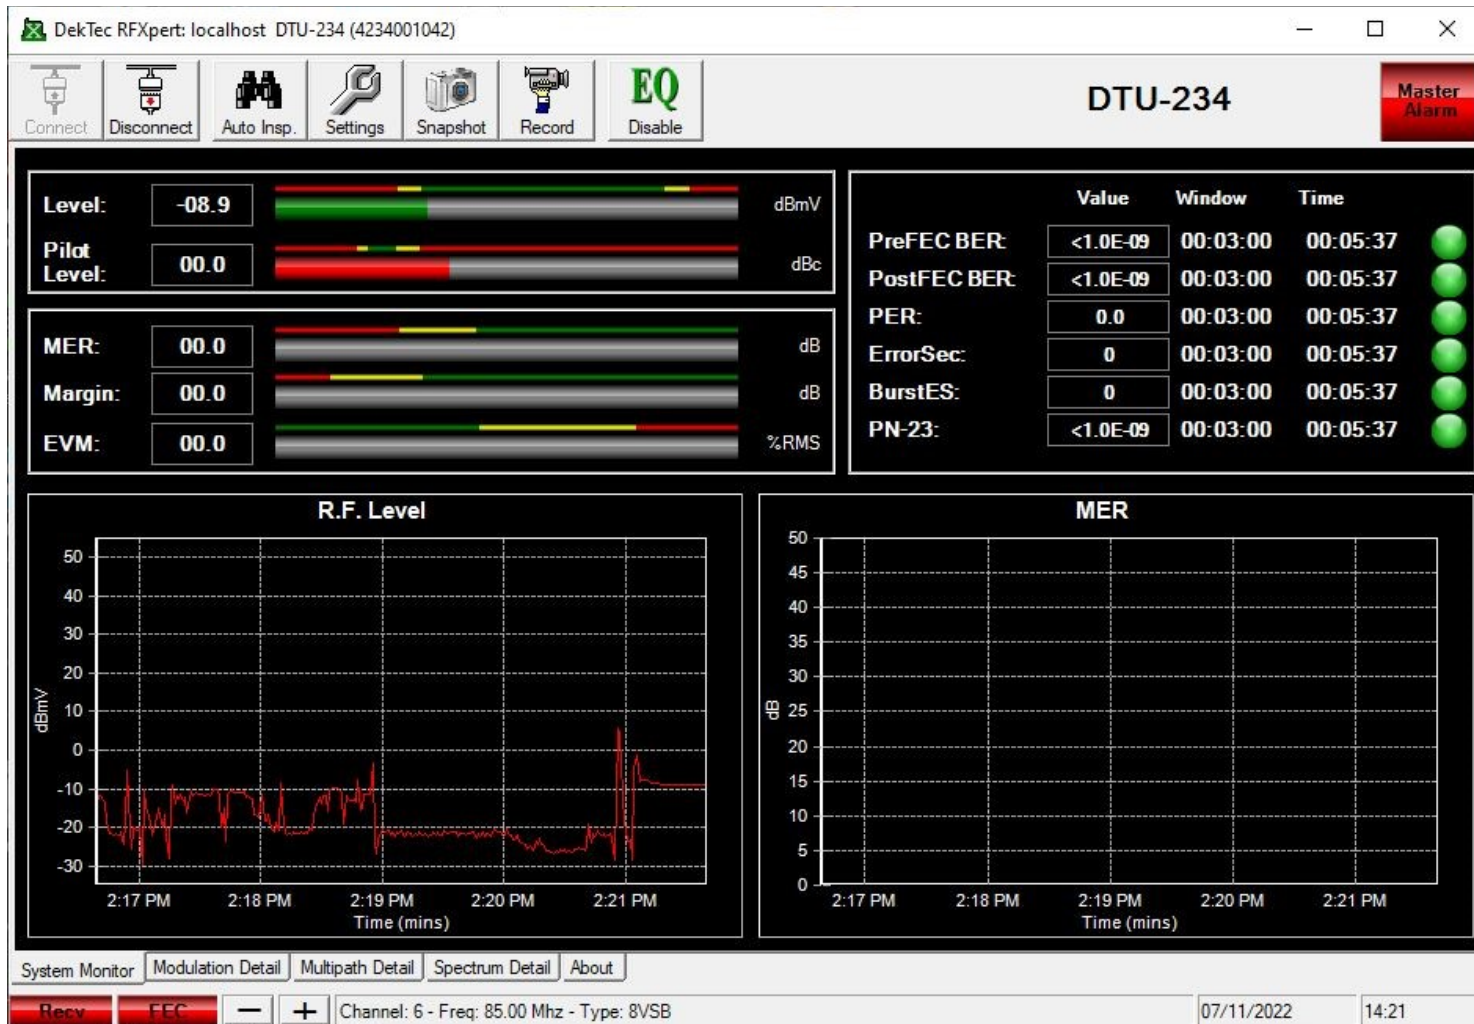 DekTec RFXpert: localhost DTU-234 (4234001042)
Connect Disconnect Auto Insp. Settings Snapshot Record EQ Disable
DTU-234
Master Alarm
Level: -08.9 dBmV
Pilot Level: 00.0 dBc
MER: 00.0 dB
Margin: 00.0 dB
EVM: 00.0 %RMS
Value Window Time
PreFEC BER: <1.0E-09 00:03:00 00:05:37
PostFEC BER: <1.0E-09 00:03:00 00:05:37
PER: 0.0 00:03:00 00:05:37
ErrorSec: 0 00:03:00 00:05:37
BurstES: 0 00:03:00 00:05:37
PN-23: <1.0E-09 00:03:00 00:05:37
R.F. Level
dBmV
50
40
30
20
10
0
-10
-20
-30
2:17 PM 2:18 PM 2:19 PM 2:20 PM 2:21 PM
Time (mins)
MER
dB
50
45
40
35
30
25
20
15
10
5
0
2:17 PM 2:18 PM 2:19 PM 2:20 PM 2:21 PM
Time (mins)
System Monitor Modulation Detail Multipath Detail Spectrum Detail About
Recv FEC − + Channel: 6 - Freq: 85.00 Mhz - Type: 8VSB 07/11/2022 14:21